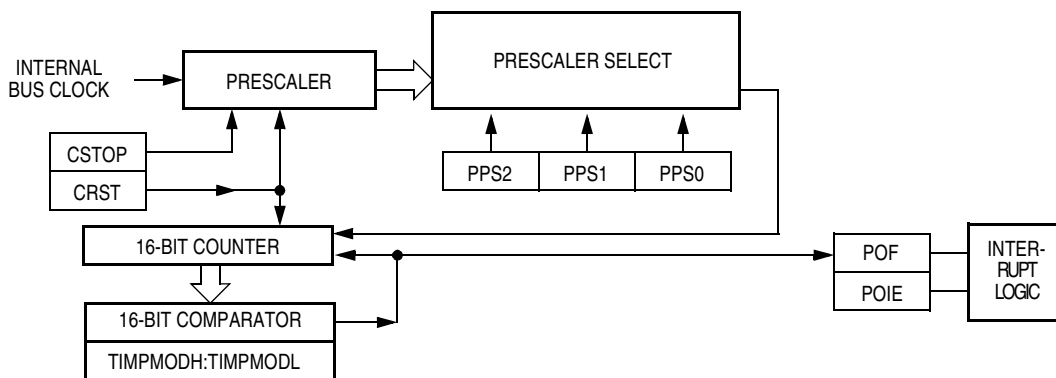 INTERNAL
BUS CLOCK
PRESCALER
PRESCALER SELECT
CSTOP
CRST
PPS2
PPS1
PPS0
16-BIT COUNTER
16-BIT COMPARATOR
TIMPMODH:TIMPMODL
POF
POIE
INTER-
RUPT
LOGIC